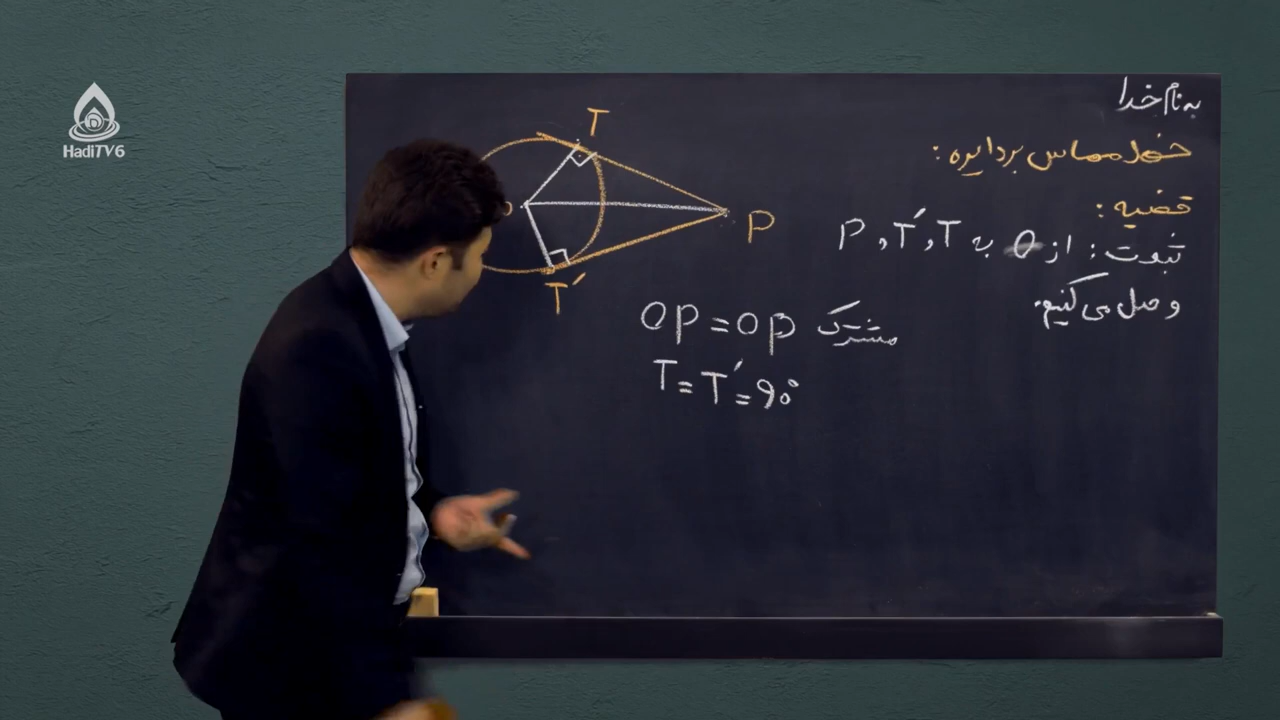 به نام خدا
خط مماس بر دایره :
قضیه :
ثبوت : از O به T ، T′ ، P
وصل می کنیم.
OP = OP مشترک
T = T′ = 90°
T
P
T′
O
HadiTV6